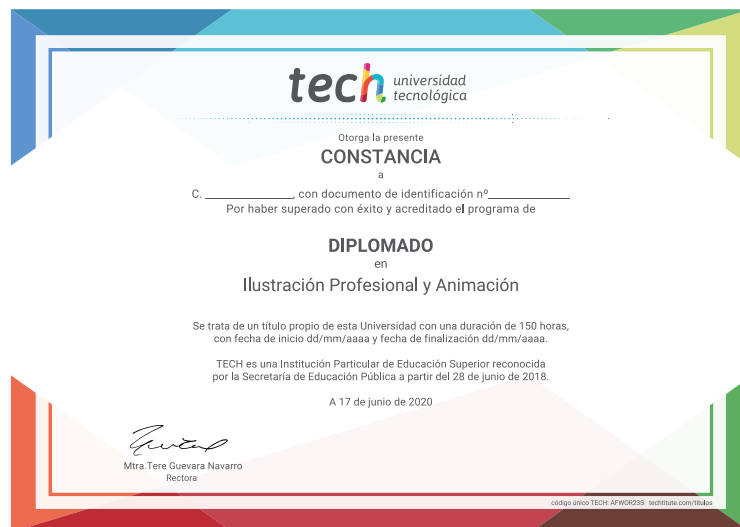 tech universidad
tecnológica
Otorga la presente
CONSTANCIA
a
C. ______________, con documento de identificación nº______________
Por haber superado con éxito y acreditado el programa de
DIPLOMADO
en
Ilustración Profesional y Animación
Se trata de un título propio de esta Universidad con una duración de 150 horas,
con fecha de inicio dd/mm/aaaa y fecha de finalización dd/mm/aaaa.
TECH es una Institución Particular de Educación Superior reconocida
por la Secretaría de Educación Pública a partir del 28 de junio de 2018.
A 17 de junio de 2020
Mtra.Tere Guevara Navarro
Rectora
código único TECH: AFWOR23S techtitute.com/titulos